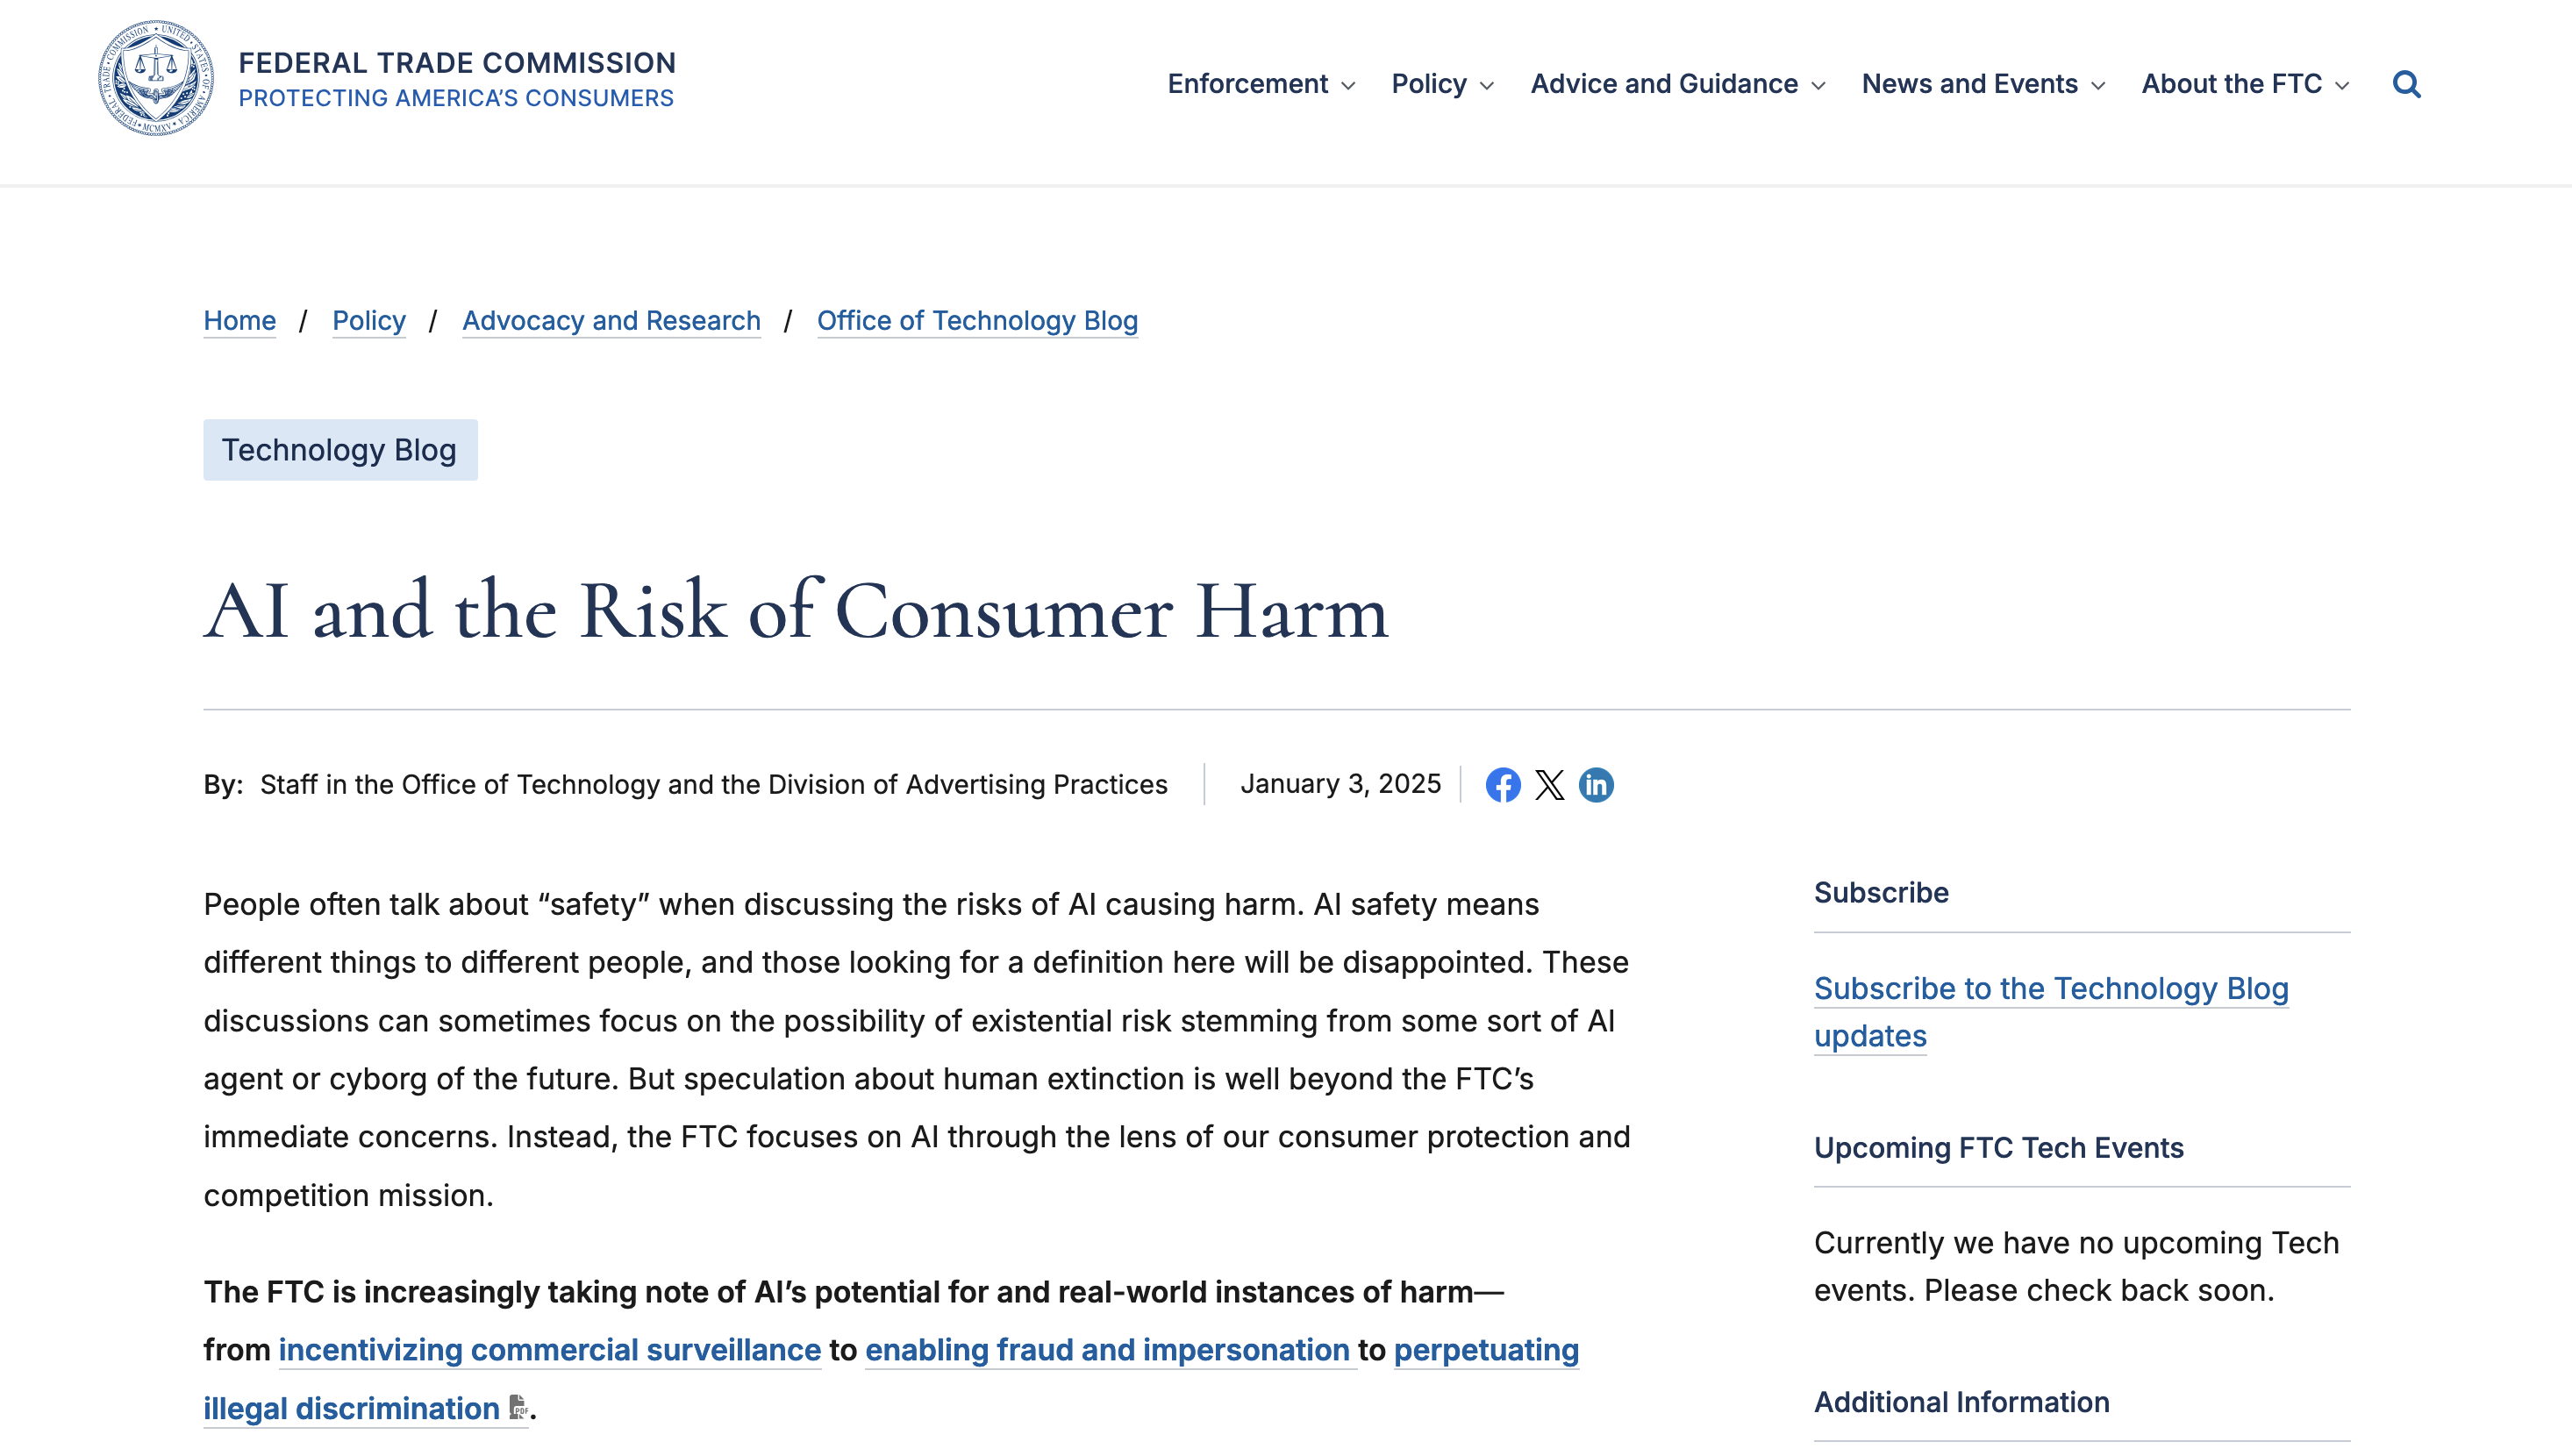 FEDERAL TRADE COMMISSION • UNITED STATES OF AMERICA • MCMXV •
FEDERAL TRADE COMMISSION
PROTECTING AMERICA’S CONSUMERS
Enforcement
Policy
Advice and Guidance
News and Events
About the FTC
Home / Policy / Advocacy and Research / Office of Technology Blog
Technology Blog
AI and the Risk of Consumer Harm
By: Staff in the Office of Technology and the Division of Advertising Practices
January 3, 2025
People often talk about “safety” when discussing the risks of AI causing harm. AI safety means
different things to different people, and those looking for a definition here will be disappointed. These
discussions can sometimes focus on the possibility of existential risk stemming from some sort of AI
agent or cyborg of the future. But speculation about human extinction is well beyond the FTC’s
immediate concerns. Instead, the FTC focuses on AI through the lens of our consumer protection and
competition mission.
The FTC is increasingly taking note of AI’s potential for and real-world instances of harm—
from incentivizing commercial surveillance to enabling fraud and impersonation to perpetuating
illegal discrimination PDF.
Subscribe
Subscribe to the Technology Blog
updates
Upcoming FTC Tech Events
Currently we have no upcoming Tech
events. Please check back soon.
Additional Information